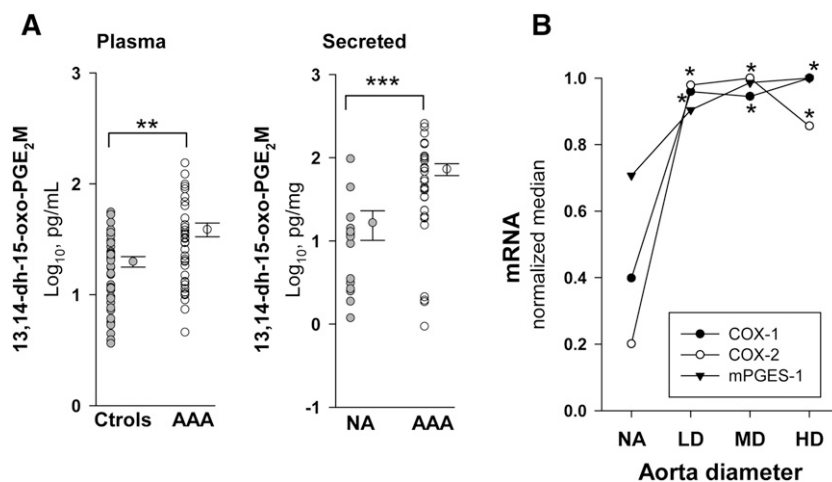 A
Plasma
13,14-dh-15-oxo-PGE2M
Log10, pg/mL
3
2
1
0
**
Ctrols AAA
Secreted
13,14-dh-15-oxo-PGE2M
Log10, pg/mg
3
2
1
0
-1
***
NA AAA
B
mRNA
normalized median
1.0
0.8
0.6
0.4
0.2
0.0
* * *
*
* *
COX-1
COX-2
mPGES-1
NA LD MD HD
Aorta diameter